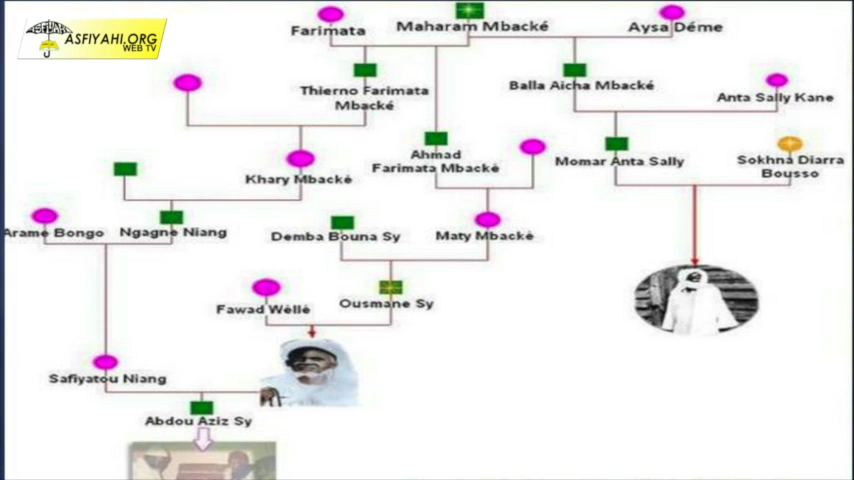 ASFIYAHI.ORG
WEB TV
Farimata
Maharam Mbacké
Aysa Déme
Thierno Farimata
Mbacké
Balla Aicha Mbacké
Anta Sally Kane
Khary Mbacké
Ahmad
Farimata Mbacké
Momar Anta Sally
Sokhna Diarra
Bousso
Arame Bongo
Ngagne Niang
Demba Bouna Sy
Maty Mbacké
Fawad Wéllé
Ousmane Sy
Safiyatou Niang
Abdou Aziz Sy